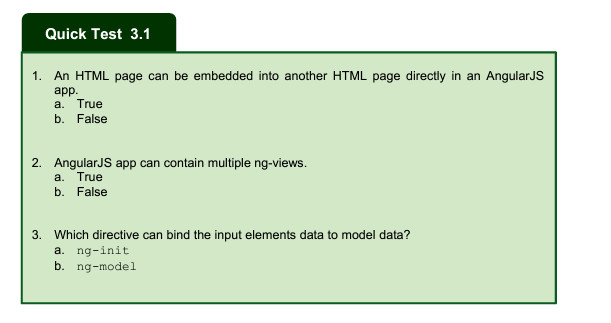 Quick Test 3.1
1. An HTML page can be embedded into another HTML page directly in an AngularJS
app.
a. True
b. False
2. AngularJS app can contain multiple ng-views.
a. True
b. False
3. Which directive can bind the input elements data to model data?
a. ng-init
b. ng-model